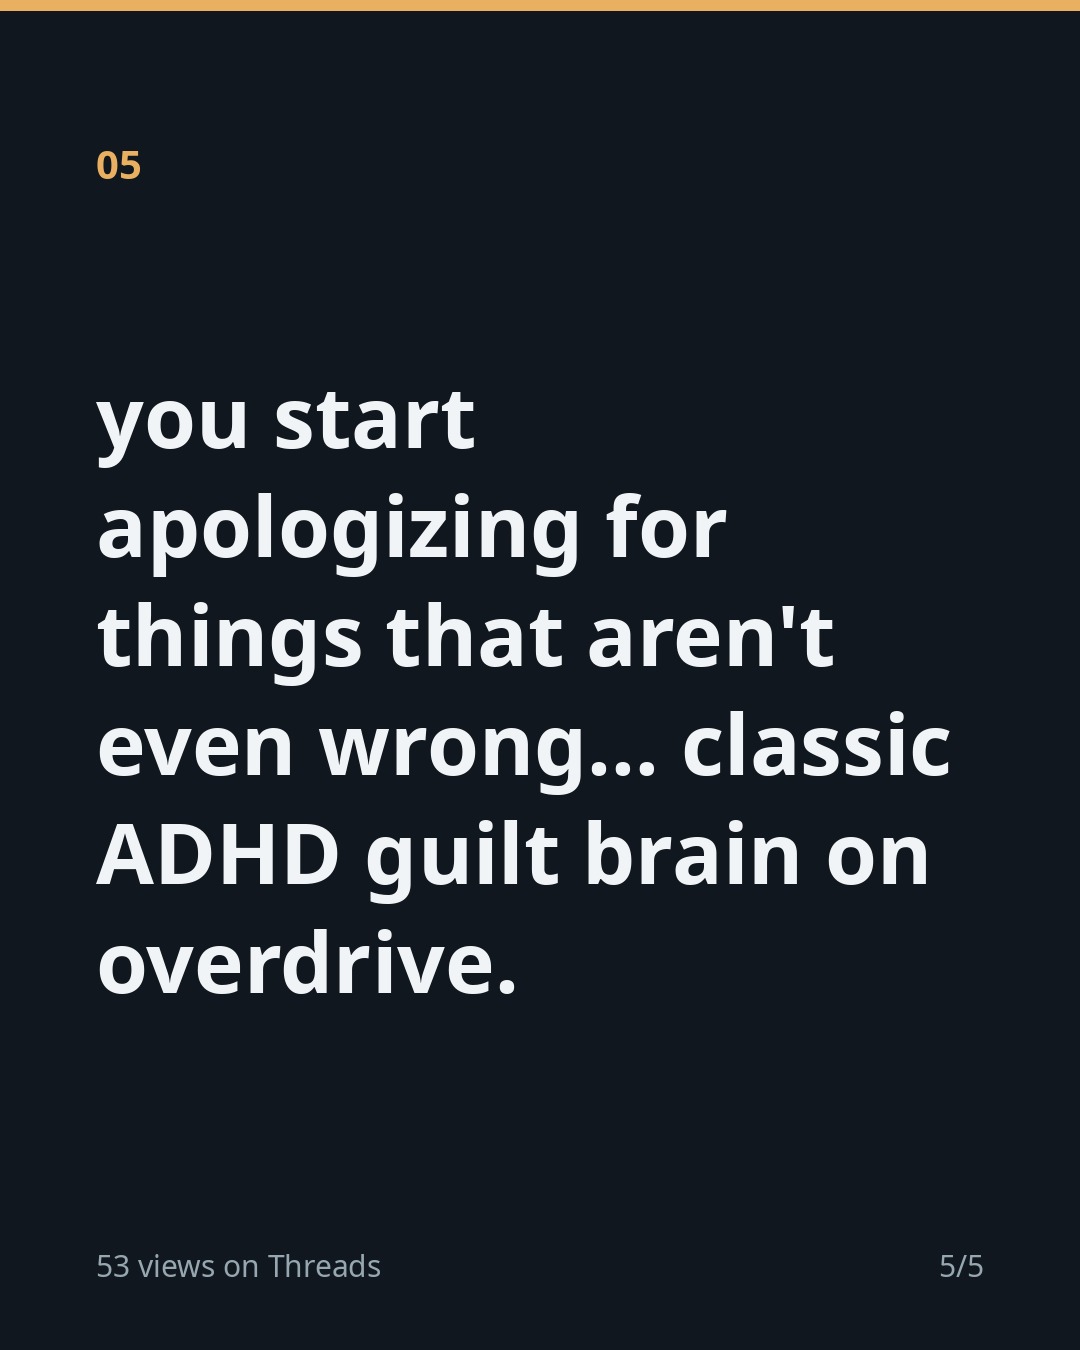 05
you start
apologizing for
things that aren't
even wrong... classic
ADHD guilt brain on
overdrive.
53 views on Threads
5/5